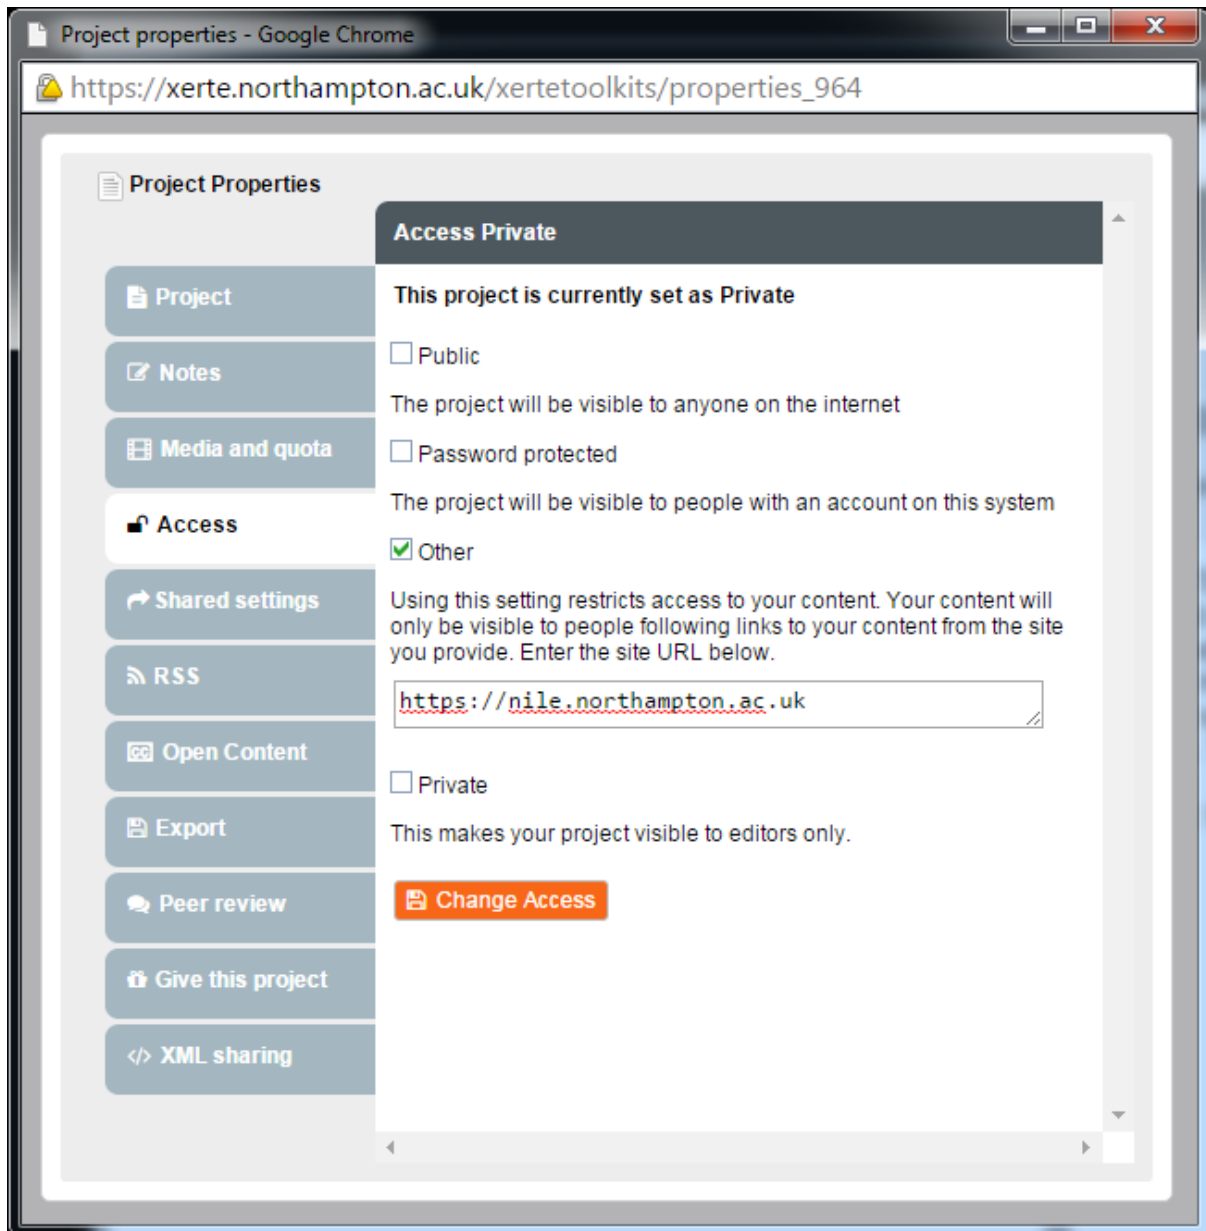 Project properties - Google Chrome
https://xerte.northampton.ac.uk/xertetoolkits/properties_964
Project Properties
Access Private
Project
Notes
Media and quota
Access
Shared settings
RSS
Open Content
Export
Peer review
Give this project
XML sharing
This project is currently set as Private
Public
The project will be visible to anyone on the internet
Password protected
The project will be visible to people with an account on this system
Other
Using this setting restricts access to your content. Your content will
only be visible to people following links to your content from the site
you provide. Enter the site URL below.
https://nile.northampton.ac.uk
Private
This makes your project visible to editors only.
Change Access